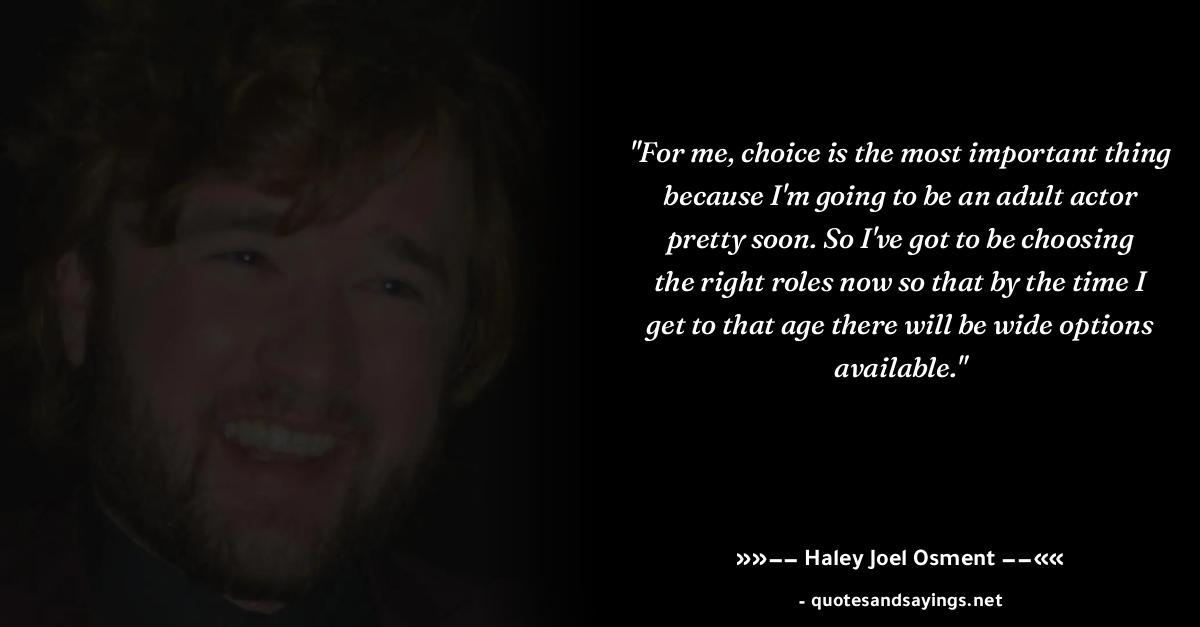 "For me, choice is the most important thing
because I'm going to be an adult actor
pretty soon. So I've got to be choosing
the right roles now so that by the time I
get to that age there will be wide options
available."
»»–– Haley Joel Osment ––««
- quotesandsayings.net